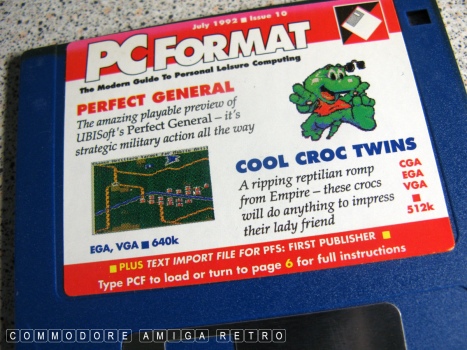 July 1992 ■ Issue 10
PC FORMAT
The Modern Guide To Personal Leisure Computing
PERFECT GENERAL
The amazing playable preview of
UBISoft's Perfect General – it's
strategic military action all the way
EGA, VGA ■ 640k
COOL CROC TWINS
A ripping reptilian romp
from Empire – these crocs
will do anything to impress
their lady friend
CGA
EGA
VGA
■
512k
■ PLUS TEXT IMPORT FILE FOR PFS: FIRST PUBLISHER ■
Type PCF to load or turn to page 6 for full instructions
COMMODORE AMIGA RETRO